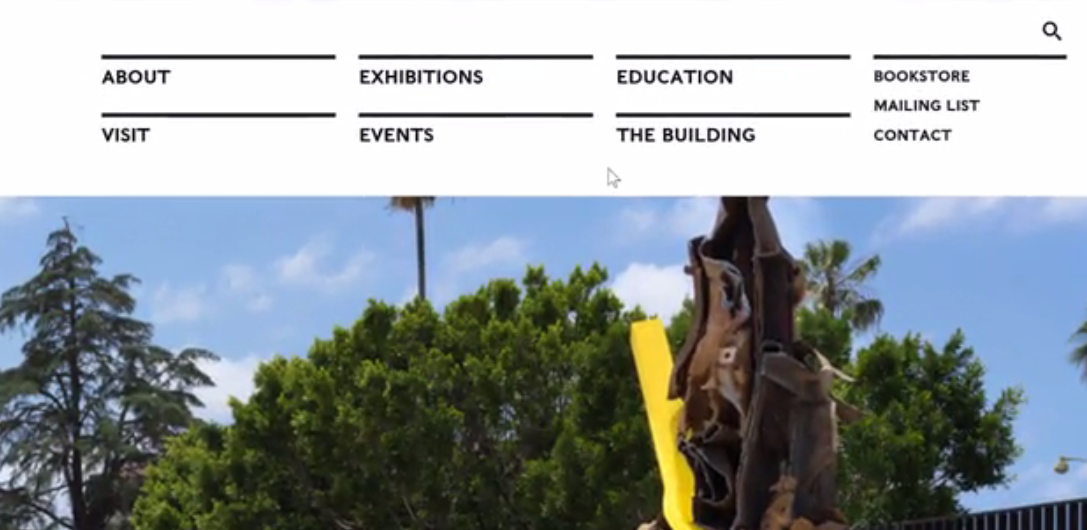 ABOUT
EXHIBITIONS
EDUCATION
BOOKSTORE
MAILING LIST
VISIT
EVENTS
THE BUILDING
CONTACT